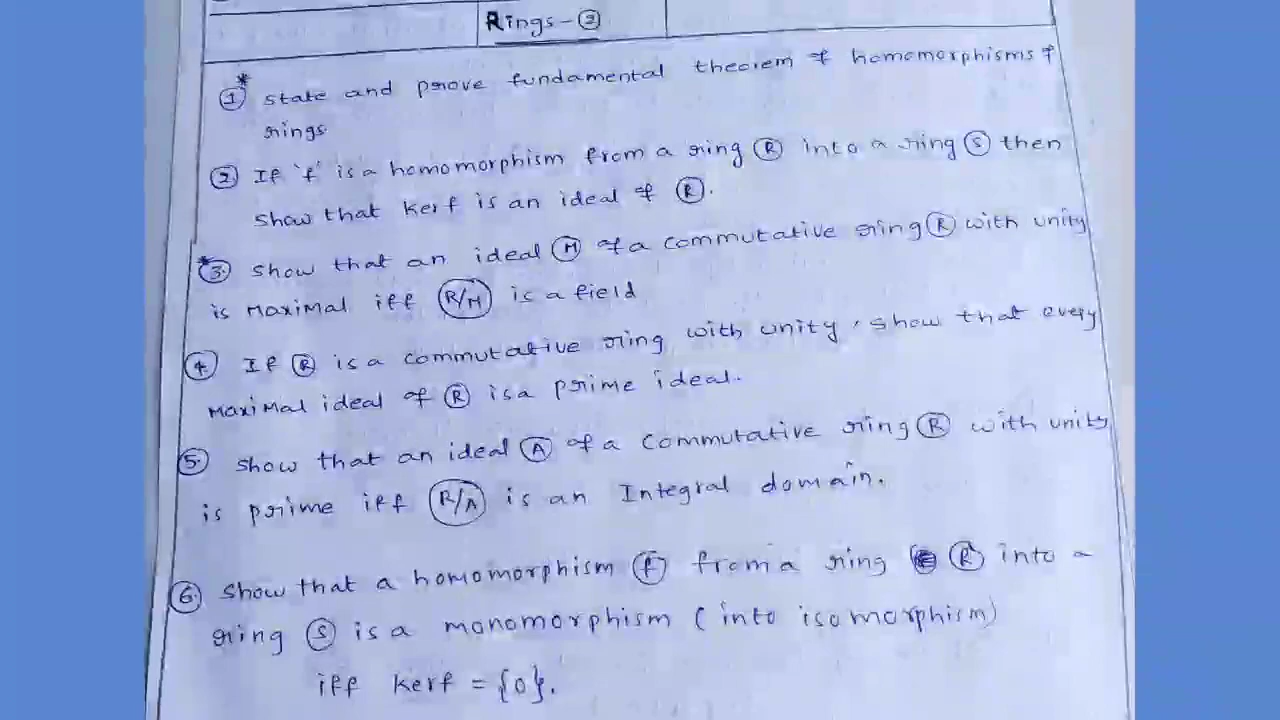 Rings-②
* ① state and prove fundamental theorem of homomorphisms of
rings
② If 'f' is a homomorphism from a ring Ⓡ into a ring Ⓢ then
show that kerf is an ideal of Ⓡ.
* ③. show that an ideal Ⓜ of a commutative ring Ⓡ with unity
is Maximal iff (R/M) is a field
④ If Ⓡ is a commutative ring with unity, show that every
Maximal ideal of Ⓡ is a prime ideal.
⑤. show that an ideal Ⓐ of a commutative ring Ⓡ with unity
is prime iff (R/A) is an Integral domain.
⑥. show that a homomorphism ⓕ from a ring Ⓡ into a
ring Ⓢ is a monomorphism (into isomorphism)
iff kerf = {0}.